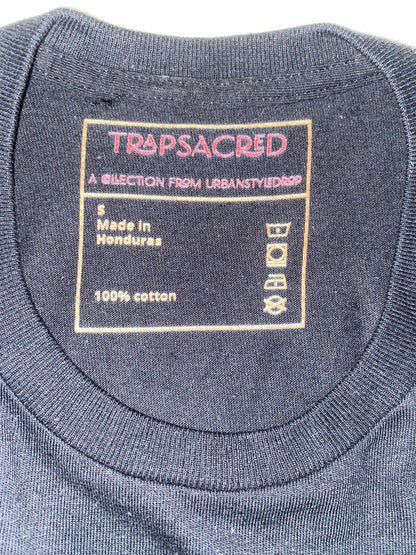 TRAPSACRED
A COLLECTION FROM URBANSTYLEDROP
S
Made in
Honduras
100% cotton